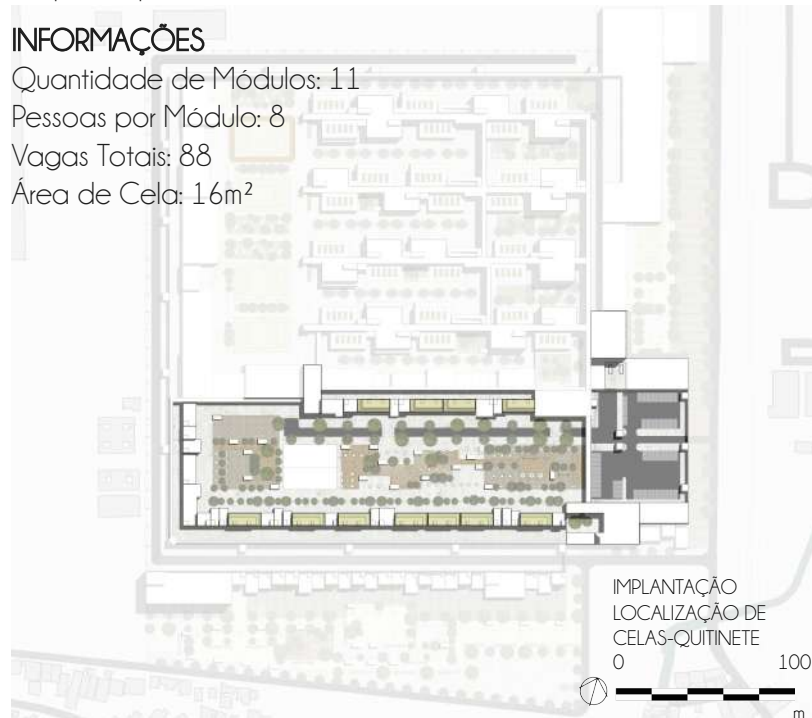 INFORMAÇÕES
Quantidade de Módulos: 11
Pessoas por Módulo: 8
Vagas Totais: 88
Área de Cela: 16m²
IMPLANTAÇÃO
LOCALIZAÇÃO DE
CELAS-QUITINETE
0 100
m